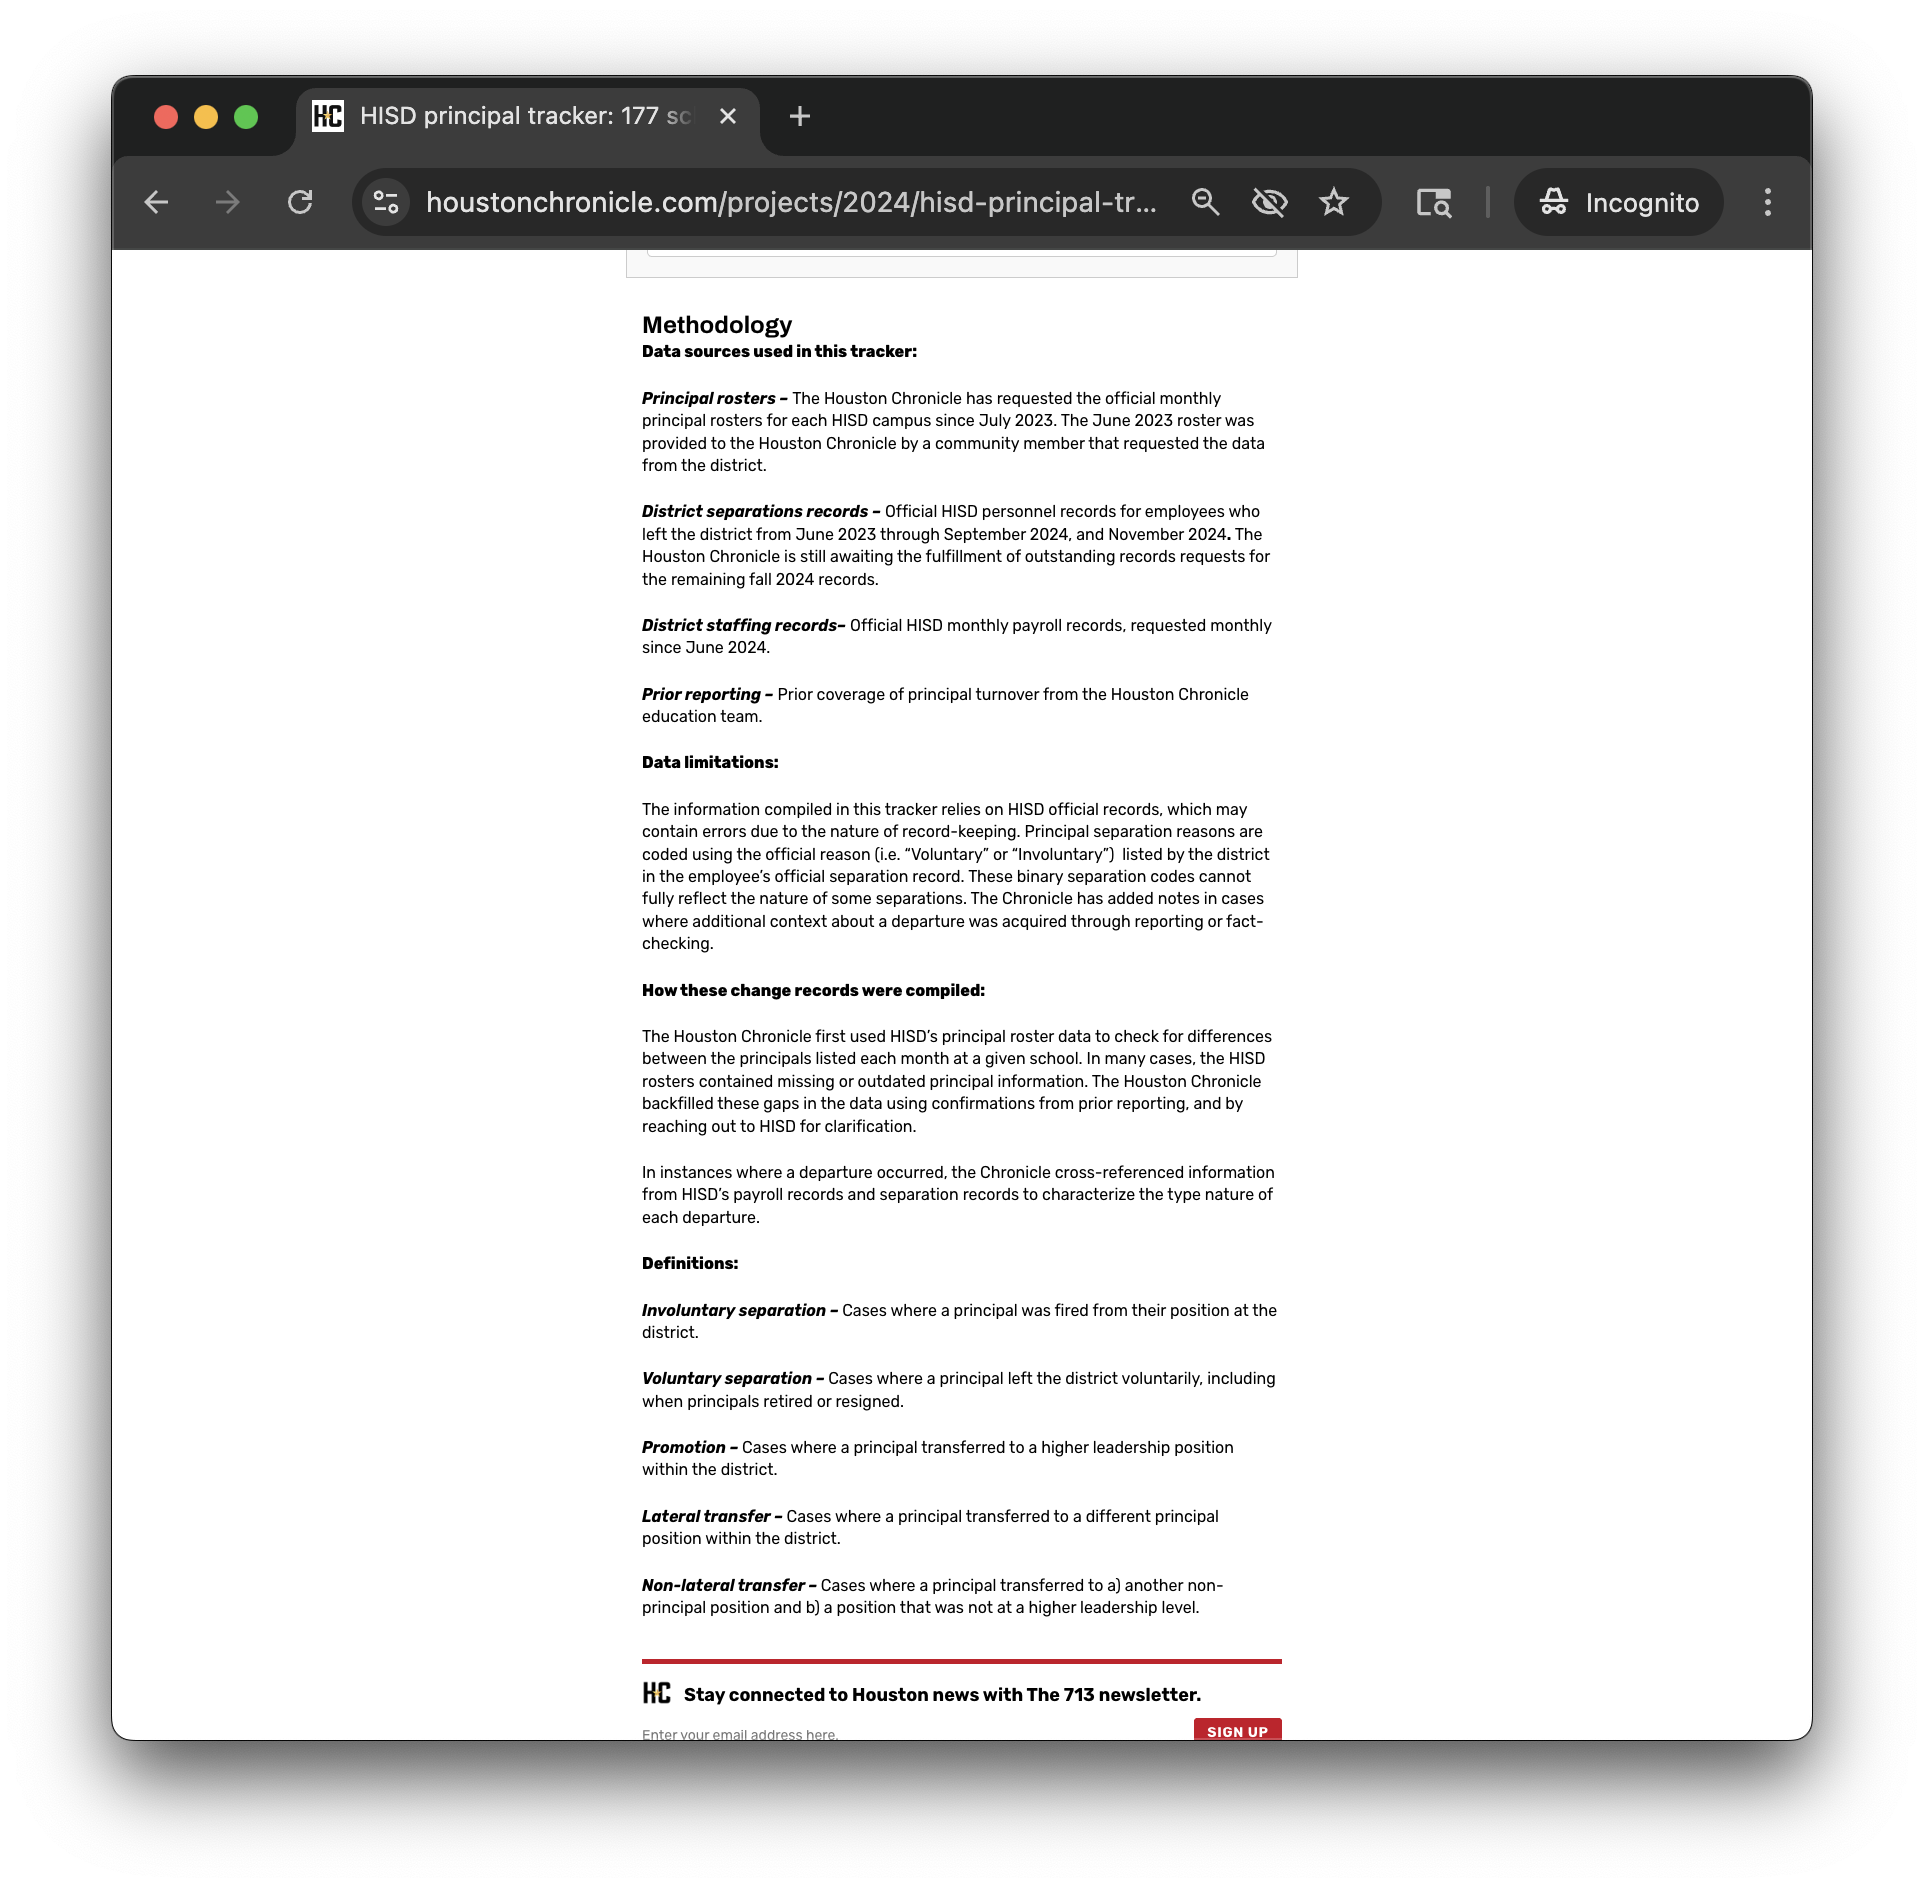 HISD principal tracker: 177 sc
houstonchronicle.com/projects/2024/hisd-principal-tr...
Incognito
Methodology
Data sources used in this tracker:
Principal rosters – The Houston Chronicle has requested the official monthly
principal rosters for each HISD campus since July 2023. The June 2023 roster was
provided to the Houston Chronicle by a community member that requested the data
from the district.
District separations records – Official HISD personnel records for employees who
left the district from June 2023 through September 2024, and November 2024. The
Houston Chronicle is still awaiting the fulfillment of outstanding records requests for
the remaining fall 2024 records.
District staffing records– Official HISD monthly payroll records, requested monthly
since June 2024.
Prior reporting – Prior coverage of principal turnover from the Houston Chronicle
education team.
Data limitations:
The information compiled in this tracker relies on HISD official records, which may
contain errors due to the nature of record-keeping. Principal separation reasons are
coded using the official reason (i.e. “Voluntary” or “Involuntary”)  listed by the district
in the employee’s official separation record. These binary separation codes cannot
fully reflect the nature of some separations. The Chronicle has added notes in cases
where additional context about a departure was acquired through reporting or fact-
checking.
How these change records were compiled:
The Houston Chronicle first used HISD’s principal roster data to check for differences
between the principals listed each month at a given school. In many cases, the HISD
rosters contained missing or outdated principal information. The Houston Chronicle
backfilled these gaps in the data using confirmations from prior reporting, and by
reaching out to HISD for clarification.
In instances where a departure occurred, the Chronicle cross-referenced information
from HISD’s payroll records and separation records to characterize the type nature of
each departure.
Definitions:
Involuntary separation – Cases where a principal was fired from their position at the
district.
Voluntary separation – Cases where a principal left the district voluntarily, including
when principals retired or resigned.
Promotion – Cases where a principal transferred to a higher leadership position
within the district.
Lateral transfer – Cases where a principal transferred to a different principal
position within the district.
Non-lateral transfer – Cases where a principal transferred to a) another non-
principal position and b) a position that was not at a higher leadership level.
HC Stay connected to Houston news with The 713 newsletter.
Enter your email address here.
SIGN UP